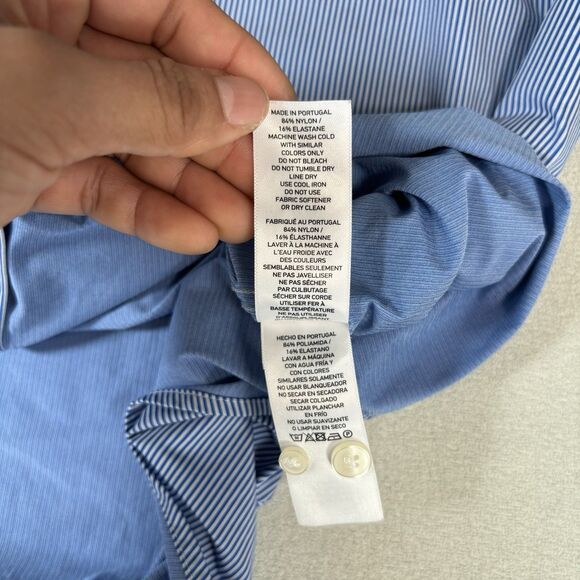 MADE IN PORTUGAL
84% NYLON /
16% ELASTANE
MACHINE WASH COLD
WITH SIMILAR
COLORS ONLY
DO NOT BLEACH
DO NOT TUMBLE DRY
LINE DRY
USE COOL IRON
DO NOT USE
FABRIC SOFTENER
OR DRY CLEAN
FABRIQUÉ AU PORTUGAL
84% NYLON /
16% ÉLASTHANNE
LAVER À LA MACHINE À
L'EAU FROIDE AVEC
DES COULEURS
SEMBLABLES SEULEMENT
NE PAS JAVELLISER
NE PAS SÉCHER
PAR CULBUTAGE
SÉCHER SUR CORDE
UTILISER FER À
BASSE TEMPÉRATURE
NE PAS UTILISER
HECHO EN PORTUGAL
84% POLIAMIDA /
16% ELASTANO
LAVAR A MÁQUINA
CON AGUA FRÍA Y
CON COLORES
SIMILARES SOLAMENTE
NO USAR BLANQUEADOR
NO SECAR EN SECADORA
SECAR COLGADO
UTILIZAR PLANCHAR
EN FRÍO
NO USAR SUAVIZANTE
O LIMPIAR EN SECO